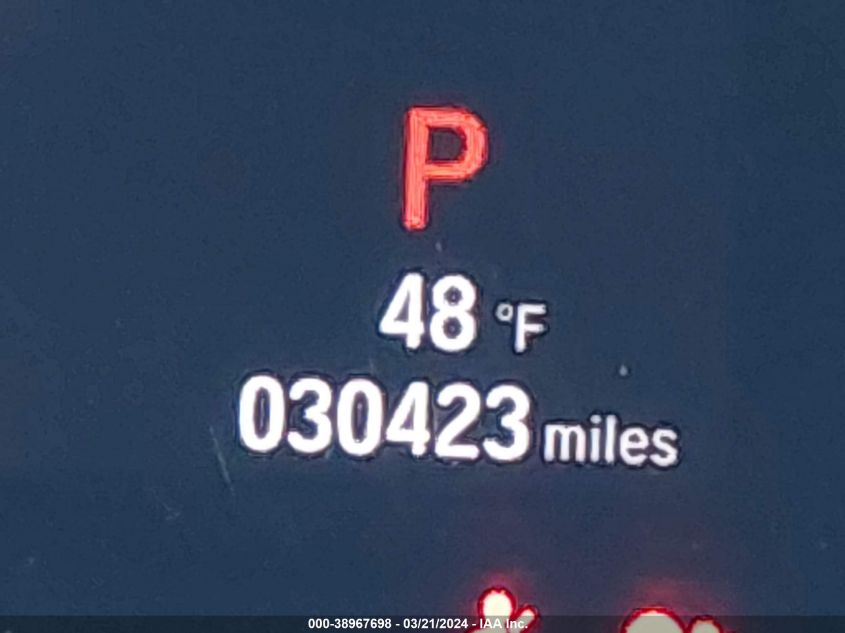 P
48 °F
030423 miles
000-38967698 - 03/21/2024 - IAA Inc.